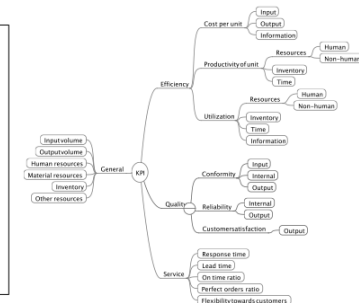 Input
Cost per unit
Output
Information
Human
Resources
Non-human
Productivity of unit
Inventory
Time
Efficiency
Human
Resources
Non-human
Utilization
Inventory
Time
Information
Input volume
Output volume
Human resources
General
KPI
Material resources
Inventory
Other resources
Input
Conformity
Internal
Output
Quality
Internal
Reliability
Output
Customersatisfaction
Output
Response time
Lead time
Service
On time ratio
Perfect orders ratio
Flexibility towards customers